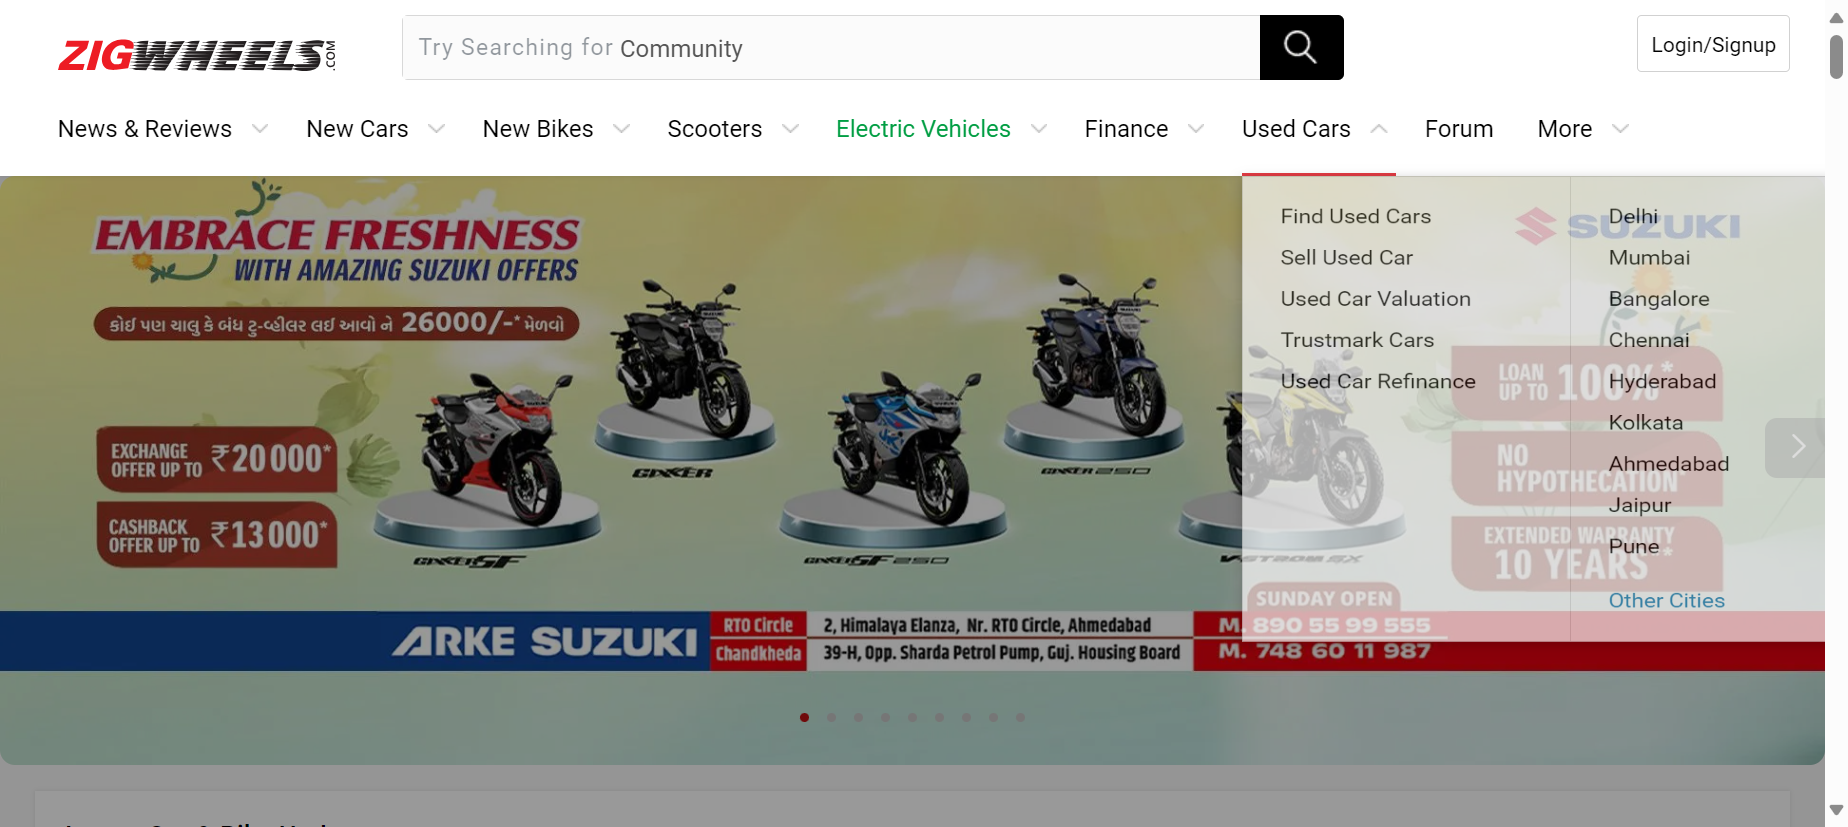 ZIGWHEELS.COM
Try Searching for Community
Login/Signup
News & Reviews
New Cars
New Bikes
Scooters
Electric Vehicles
Finance
Used Cars
Forum
More
Find Used Cars
Sell Used Car
Used Car Valuation
Trustmark Cars
Used Car Refinance
Delhi
Mumbai
Bangalore
Chennai
Hyderabad
Kolkata
Ahmedabad
Jaipur
Pune
Other Cities
EMBRACE FRESHNESS
WITH AMAZING SUZUKI OFFERS
કોઈ પણ ચાલુ કે બંધ ટુ-વ્હીલર લઈ આવો ને 26000/-* મેળવો
EXCHANGE
OFFER UP TO ₹20000*
CASHBACK
OFFER UP TO ₹13000*
SUZUKI
GIXXER
GIXXER 250
GIXXER SF
GIXXER SF 250
V-STROM SX
LOAN
UP TO 100%*
NO
HYPOTHECATION*
EXTENDED WARRANTY
10 YEARS*
SUNDAY OPEN
ARKE SUZUKI
RTO Circle
2, Himalaya Elanza, Nr. RTO Circle, Ahmedabad
M. 890 55 99 555
Chandkheda
39-H, Opp. Sharda Petrol Pump, Guj. Housing Board
M. 748 60 11 987